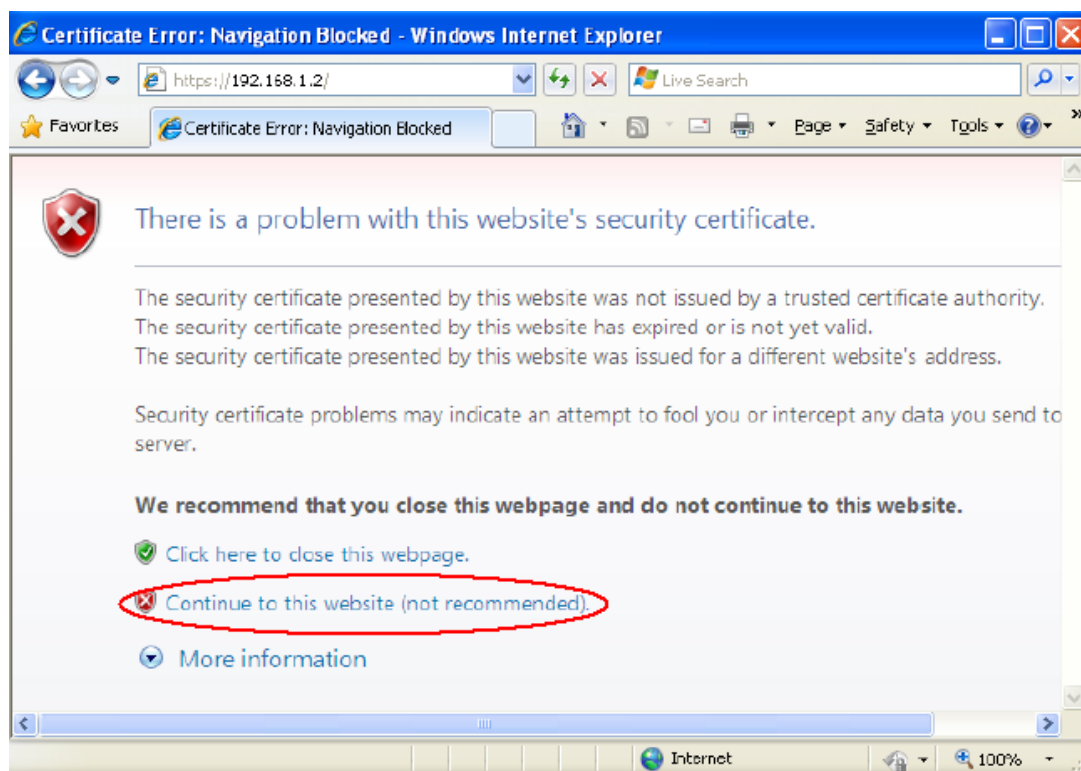 Certificate Error: Navigation Blocked - Windows Internet Explorer
https://192.168.1.2/
Live Search
Favorites
Certificate Error: Navigation Blocked
Page
Safety
Tools
There is a problem with this website's security certificate.
The security certificate presented by this website was not issued by a trusted certificate authority.
The security certificate presented by this website has expired or is not yet valid.
The security certificate presented by this website was issued for a different website's address.
Security certificate problems may indicate an attempt to fool you or intercept any data you send to
server.
We recommend that you close this webpage and do not continue to this website.
Click here to close this webpage.
Continue to this website (not recommended).
More information
Internet
100%